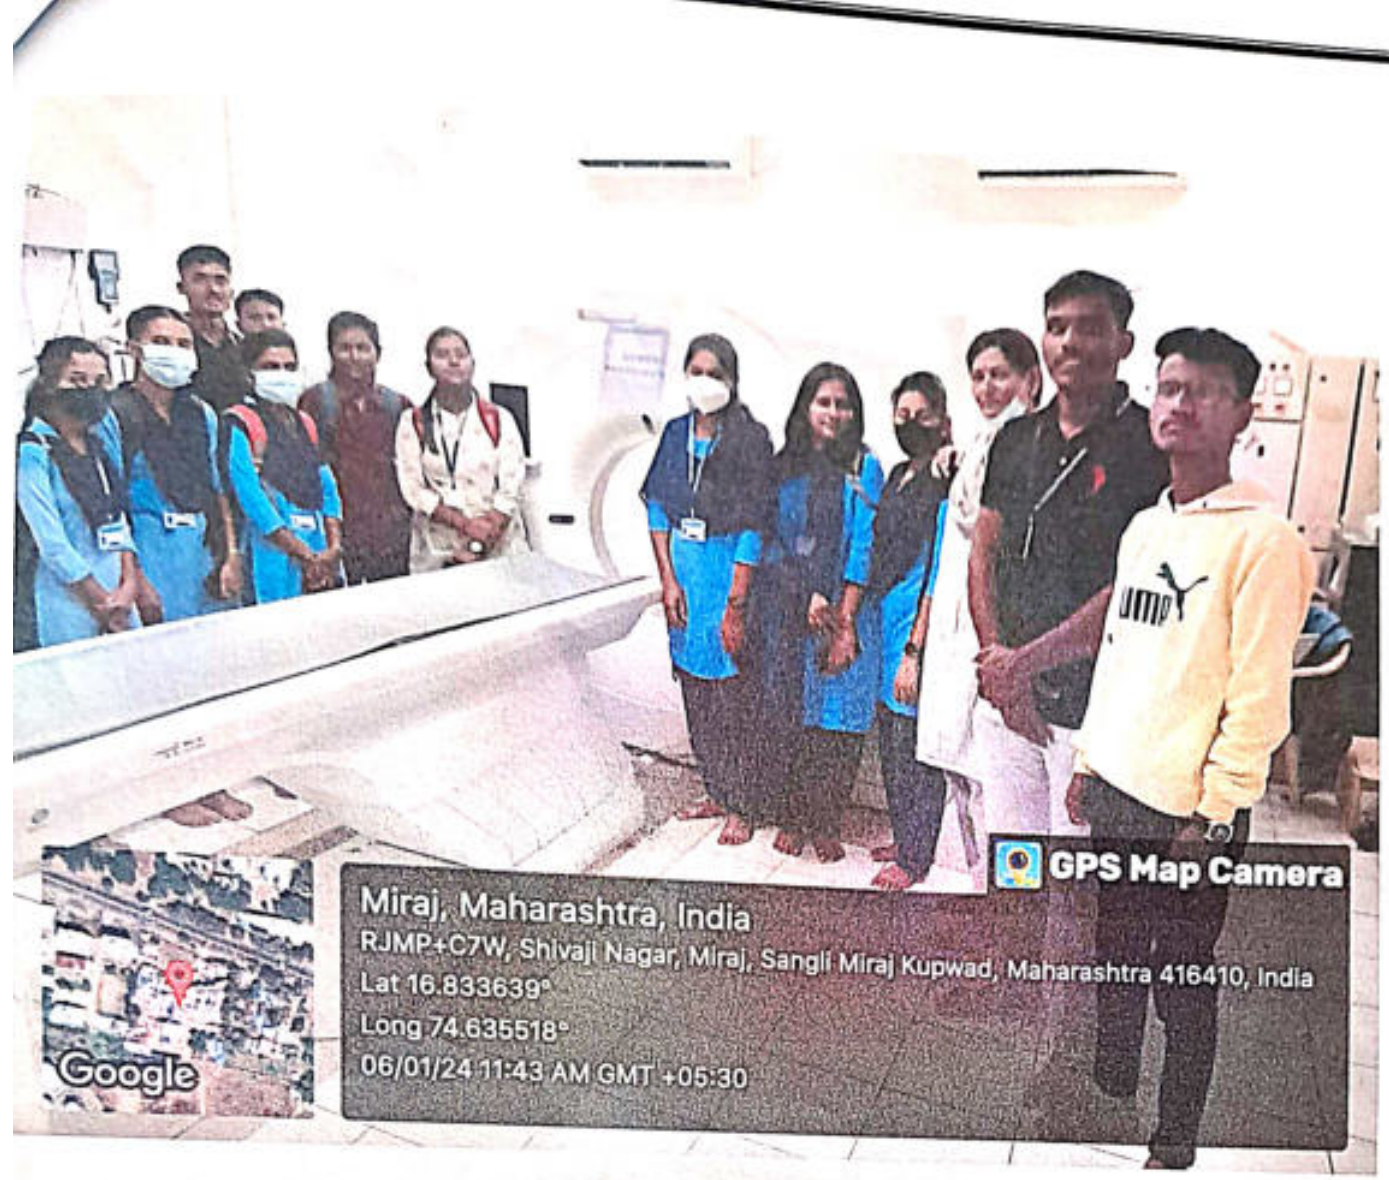 UMP
GPS Map Camera
Miraj, Maharashtra, India
RJMP+C7W, Shivaji Nagar, Miraj, Sangli Miraj Kupwad, Maharashtra 416410, India
Lat 16.833639°
Long 74.635518°
06/01/24 11:43 AM GMT +05:30
Google